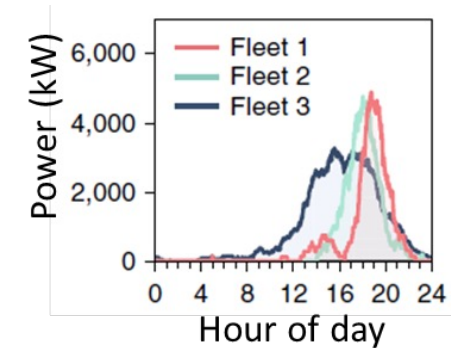 Power (kW)
6,000
4,000
2,000
0
Fleet 1
Fleet 2
Fleet 3
0 4 8 12 16 20 24
Hour of day